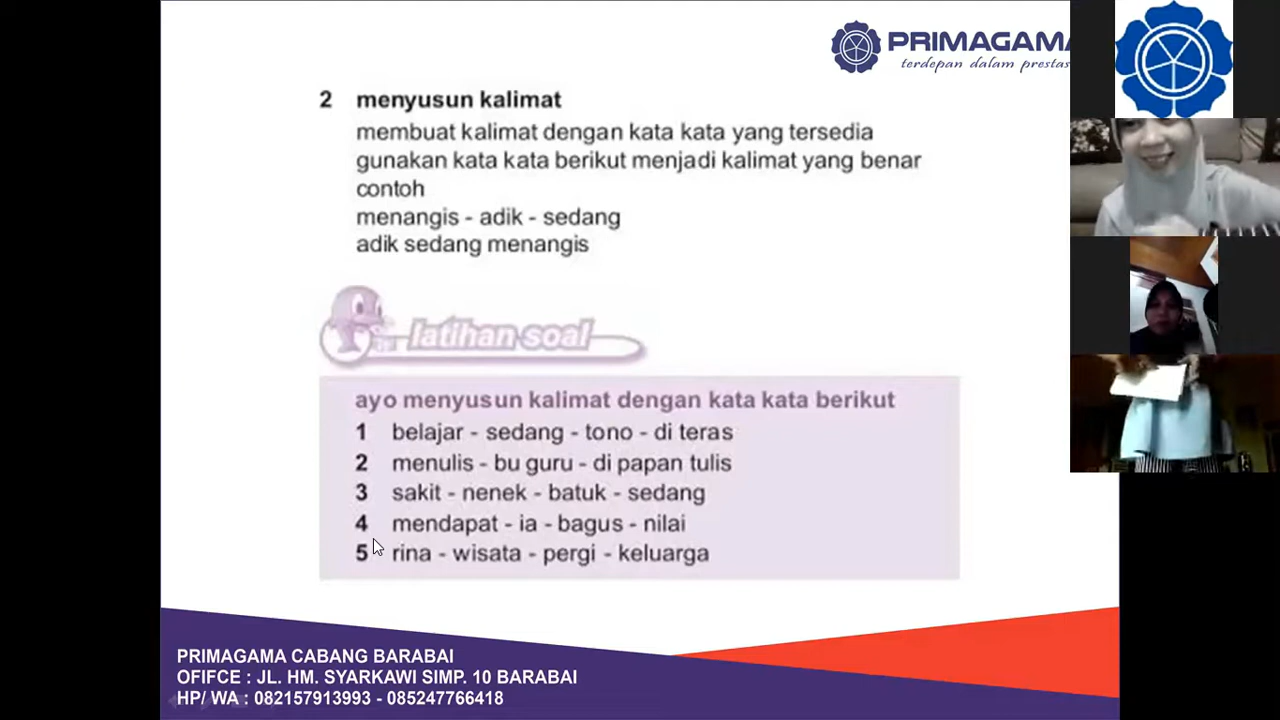 PRIMAGAMA
terdepan dalam prestas
2 menyusun kalimat
membuat kalimat dengan kata kata yang tersedia
gunakan kata kata berikut menjadi kalimat yang benar
contoh
menangis - adik - sedang
adik sedang menangis
latihan soal
ayo menyusun kalimat dengan kata kata berikut
1 belajar - sedang - tono - di teras
2 menulis - bu guru - di papan tulis
3 sakit - nenek - batuk - sedang
4 mendapat - ia - bagus - nilai
5 rina - wisata - pergi - keluarga
PRIMAGAMA CABANG BARABAI
OFIFCE : JL. HM. SYARKAWI SIMP. 10 BARABAI
HP/ WA : 082157913993 - 085247766418